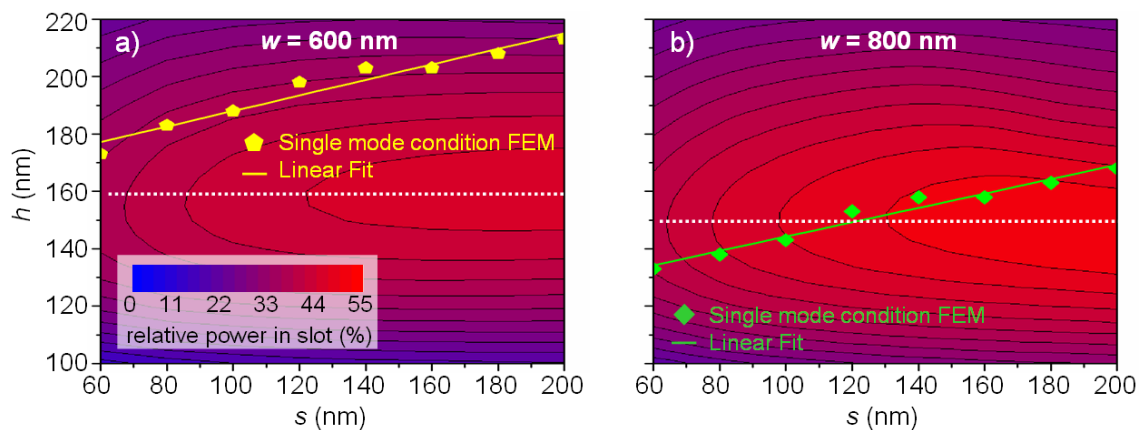 a)
w = 600 nm
220
200
180
160
140
120
100
h (nm)
Single mode condition FEM
Linear Fit
0 11 22 33 44 55
relative power in slot (%)
60 80 100 120 140 160 180 200
s (nm)
b)
w = 800 nm
Single mode condition FEM
Linear Fit
60 80 100 120 140 160 180 200
s (nm)